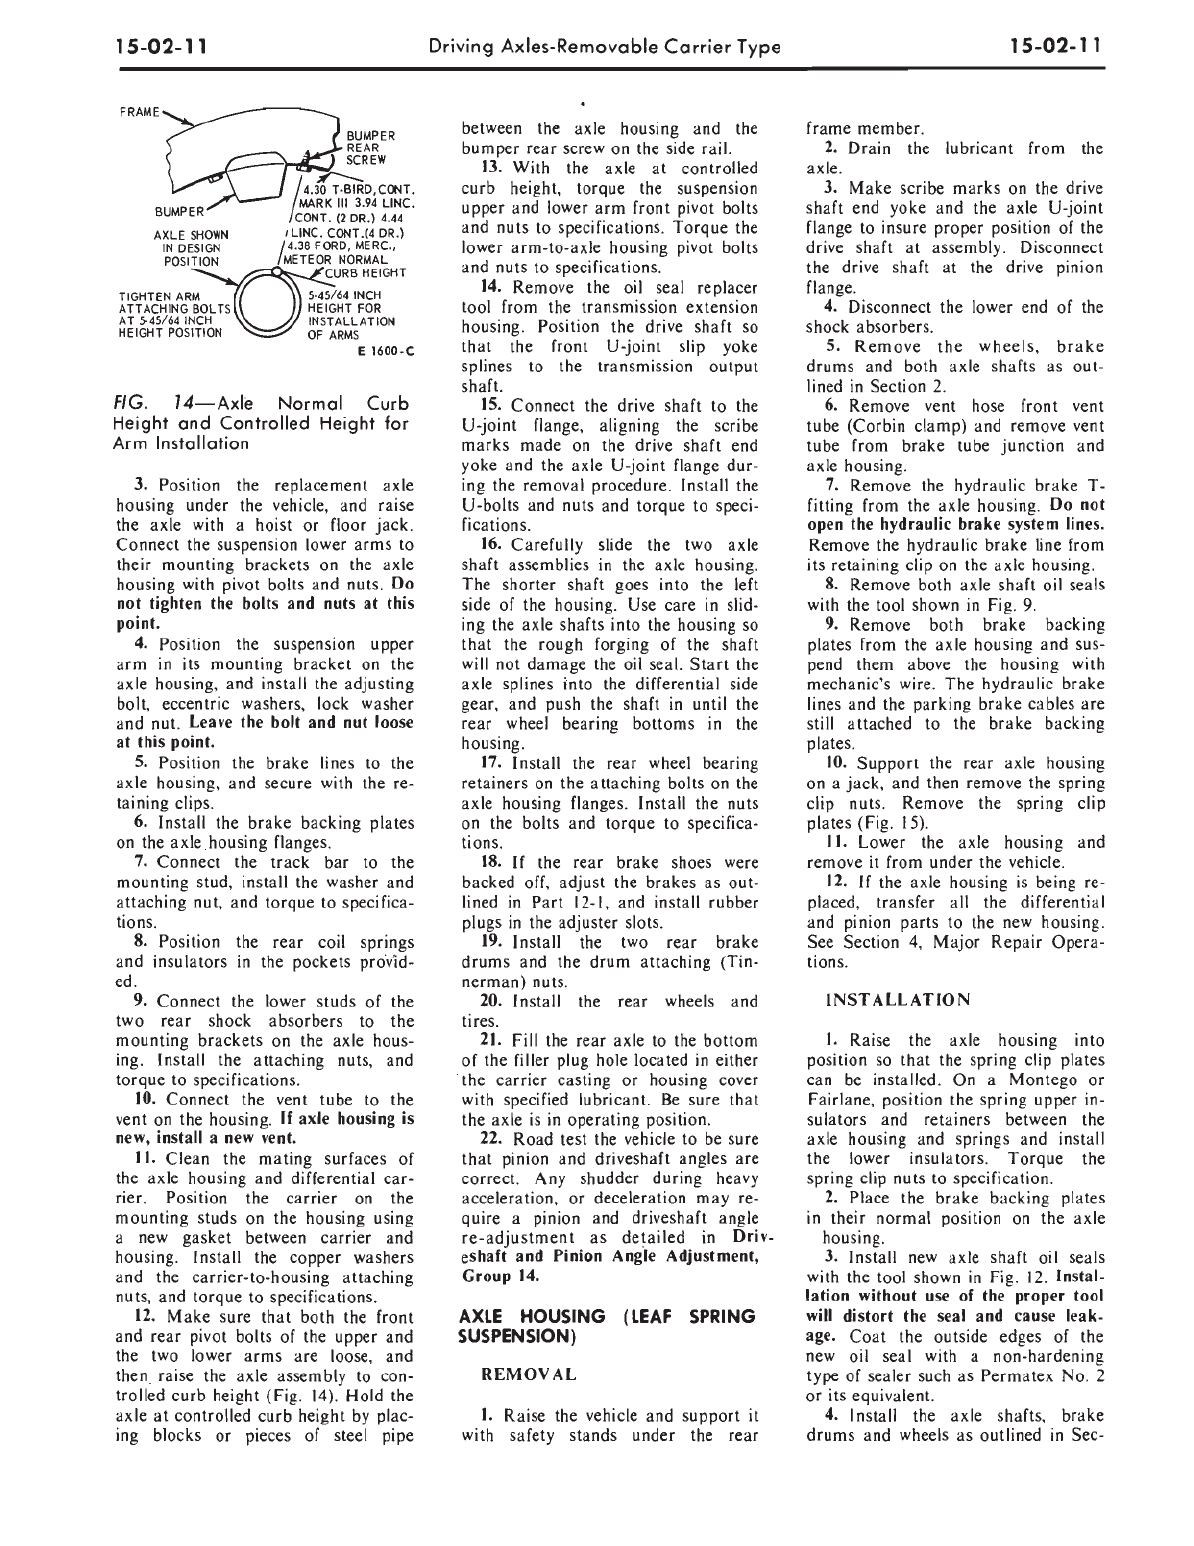 15-02-11
Driving Axles-Removable Carrier Type
15-02-11
FRAME
BUMPER
REAR
SCREW
4.30 T-BIRD, CONT.
MARK III 3.94 LINC.
CONT. (2 DR.) 4.44
LINC. CONT.(4 DR.)
4.38 FORD, MERC.,
METEOR NORMAL
CURB HEIGHT
BUMPER
AXLE SHOWN
IN DESIGN
POSITION
TIGHTEN ARM
ATTACHING BOLTS
AT 5-45/64 INCH
HEIGHT POSITION
5-45/64 INCH
HEIGHT FOR
INSTALLATION
OF ARMS
E 1600-C
FIG. 14—Axle Normal Curb
Height and Controlled Height for
Arm Installation
3. Position the replacement axle
housing under the vehicle, and raise
the axle with a hoist or floor jack.
Connect the suspension lower arms to
their mounting brackets on the axle
housing with pivot bolts and nuts. Do
not tighten the bolts and nuts at this
point.
4. Position the suspension upper
arm in its mounting bracket on the
axle housing, and install the adjusting
bolt, eccentric washers, lock washer
and nut. Leave the bolt and nut loose
at this point.
5. Position the brake lines to the
axle housing, and secure with the re-
taining clips.
6. Install the brake backing plates
on the axle housing flanges.
7. Connect the track bar to the
mounting stud, install the washer and
attaching nut, and torque to specifica-
tions.
8. Position the rear coil springs
and insulators in the pockets provid-
ed.
9. Connect the lower studs of the
two rear shock absorbers to the
mounting brackets on the axle hous-
ing. Install the attaching nuts, and
torque to specifications.
10. Connect the vent tube to the
vent on the housing. If axle housing is
new, install a new vent.
11. Clean the mating surfaces of
the axle housing and differential car-
rier. Position the carrier on the
mounting studs on the housing using
a new gasket between carrier and
housing. Install the copper washers
and the carrier-to-housing attaching
nuts, and torque to specifications.
12. Make sure that both the front
and rear pivot bolts of the upper and
the two lower arms are loose, and
then raise the axle assembly to con-
trolled curb height (Fig. 14). Hold the
axle at controlled curb height by plac-
ing blocks or pieces of steel pipe
between the axle housing and the
bumper rear screw on the side rail.
13. With the axle at controlled
curb height, torque the suspension
upper and lower arm front pivot bolts
and nuts to specifications. Torque the
lower arm-to-axle housing pivot bolts
and nuts to specifications.
14. Remove the oil seal replacer
tool from the transmission extension
housing. Position the drive shaft so
that the front U-joint slip yoke
splines to the transmission output
shaft.
15. Connect the drive shaft to the
U-joint flange, aligning the scribe
marks made on the drive shaft end
yoke and the axle U-joint flange dur-
ing the removal procedure. Install the
U-bolts and nuts and torque to speci-
fications.
16. Carefully slide the two axle
shaft assemblies in the axle housing.
The shorter shaft goes into the left
side of the housing. Use care in slid-
ing the axle shafts into the housing so
that the rough forging of the shaft
will not damage the oil seal. Start the
axle splines into the differential side
gear, and push the shaft in until the
rear wheel bearing bottoms in the
housing.
17. Install the rear wheel bearing
retainers on the attaching bolts on the
axle housing flanges. Install the nuts
on the bolts and torque to specifica-
tions.
18. If the rear brake shoes were
backed off, adjust the brakes as out-
lined in Part 12-1, and install rubber
plugs in the adjuster slots.
19. Install the two rear brake
drums and the drum attaching (Tin-
nerman) nuts.
20. Install the rear wheels and
tires.
21. Fill the rear axle to the bottom
of the filler plug hole located in either
the carrier casting or housing cover
with specified lubricant. Be sure that
the axle is in operating position.
22. Road test the vehicle to be sure
that pinion and driveshaft angles are
correct. Any shudder during heavy
acceleration, or deceleration may re-
quire a pinion and driveshaft angle
re-adjustment as detailed in Driv-
eshaft and Pinion Angle Adjustment,
Group 14.
AXLE HOUSING (LEAF SPRING
SUSPENSION)
REMOVAL
1. Raise the vehicle and support it
with safety stands under the rear
frame member.
2. Drain the lubricant from the
axle.
3. Make scribe marks on the drive
shaft end yoke and the axle U-joint
flange to insure proper position of the
drive shaft at assembly. Disconnect
the drive shaft at the drive pinion
flange.
4. Disconnect the lower end of the
shock absorbers.
5. Remove the wheels, brake
drums and both axle shafts as out-
lined in Section 2.
6. Remove vent hose front vent
tube (Corbin clamp) and remove vent
tube from brake tube junction and
axle housing.
7. Remove the hydraulic brake T-
fitting from the axle housing. Do not
open the hydraulic brake system lines.
Remove the hydraulic brake line from
its retaining clip on the axle housing.
8. Remove both axle shaft oil seals
with the tool shown in Fig. 9.
9. Remove both brake backing
plates from the axle housing and sus-
pend them above the housing with
mechanic's wire. The hydraulic brake
lines and the parking brake cables are
still attached to the brake backing
plates.
10. Support the rear axle housing
on a jack, and then remove the spring
clip nuts. Remove the spring clip
plates (Fig. 15).
11. Lower the axle housing and
remove it from under the vehicle.
12. If the axle housing is being re-
placed, transfer all the differential
and pinion parts to the new housing.
See Section 4, Major Repair Opera-
tions.
INSTALLATION
1. Raise the axle housing into
position so that the spring clip plates
can be installed. On a Montego or
Fairlane, position the spring upper in-
sulators and retainers between the
axle housing and springs and install
the lower insulators. Torque the
spring clip nuts to specification.
2. Place the brake backing plates
in their normal position on the axle
housing.
3. Install new axle shaft oil seals
with the tool shown in Fig. 12. Instal-
lation without use of the proper tool
will distort the seal and cause leak-
age. Coat the outside edges of the
new oil seal with a non-hardening
type of sealer such as Permatex No. 2
or its equivalent.
4. Install the axle shafts, brake
drums and wheels as outlined in Sec-